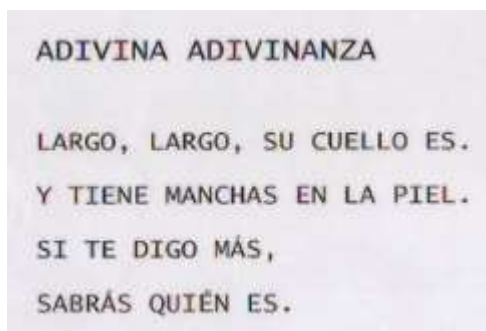 ADIVINA ADIVINANZA
LARGO, LARGO, SU CUELLO ES.
Y TIENE MANCHAS EN LA PIEL.
SI TE DIGO MÁS,
SABRÁS QUIÉN ES.